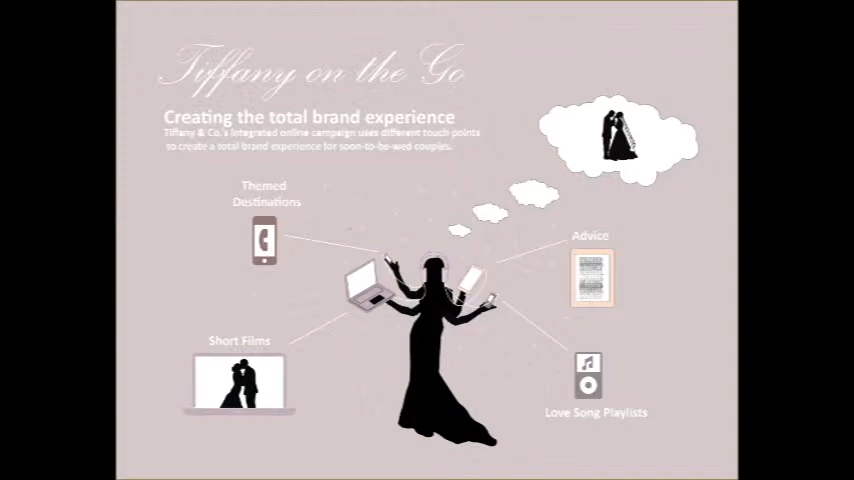 Tiffany on the Go
Creating the total brand experience
Tiffany & Co.'s integrated online campaign uses different touch points
to create a total brand experience for soon-to-be-wed couples.
Themed
Destinations
Advice
Short Films
Love Song Playlists